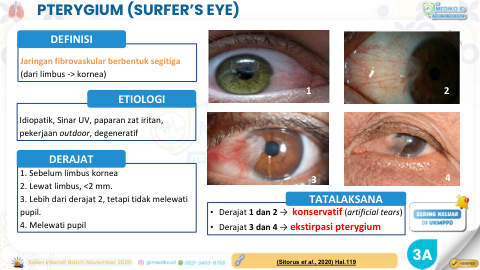 PTERYGIUM (SURFER'S EYE)
DEFINISI
Jaringan fibrovaskular berbentuk segitiga
(dari limbus -> kornea)
ETIOLOGI
Idiopatik, Sinar UV, paparan zat iritan,
pekerjaan outdoor, degeneratif
DERAJAT
1. Sebelum limbus kornea
2. Lewat limbus, <2 mm.
3. Lebih dari derajat 2, tetapi tidak melewati
pupil.
4. Melewati pupil
1
2
3
4
TATALAKSANA
• Derajat 1 dan 2 → konservatif (artificial tears)
• Derajat 3 and 4 → ekstirpasi pterygium
SERING KELUAR
DI UKMPPD
3A
(Sitorus et al., 2020) Hal.119